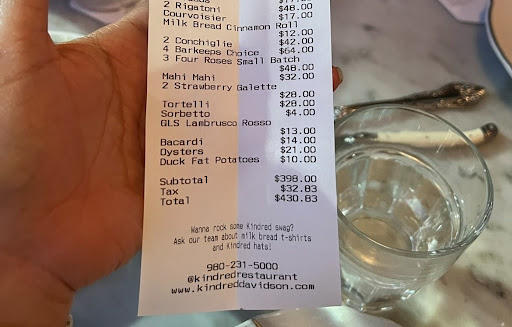 2 Rigatoni $48.00
Courvoisier $17.00
Milk Bread Cinnamon Roll
$12.00
2 Conchiglie $42.00
4 Barkeeps Choice $64.00
3 Four Roses Small Batch
$48.00
Mahi Mahi $32.00
2 Strawberry Galette
$28.00
Tortelli $28.00
Sorbetto $4.00
GLS Lambrusco Rosso
$13.00
Bacardi $14.00
Oysters $21.00
Duck Fat Potatoes $10.00
Subtotal $398.00
Tax $32.83
Total $430.83
Wanna rock some Kindred swag?
Ask our team about milk bread t-shirts
and Kindred hats!
980-231-5000
@kindredrestaurant
www.kindreddavidson.com